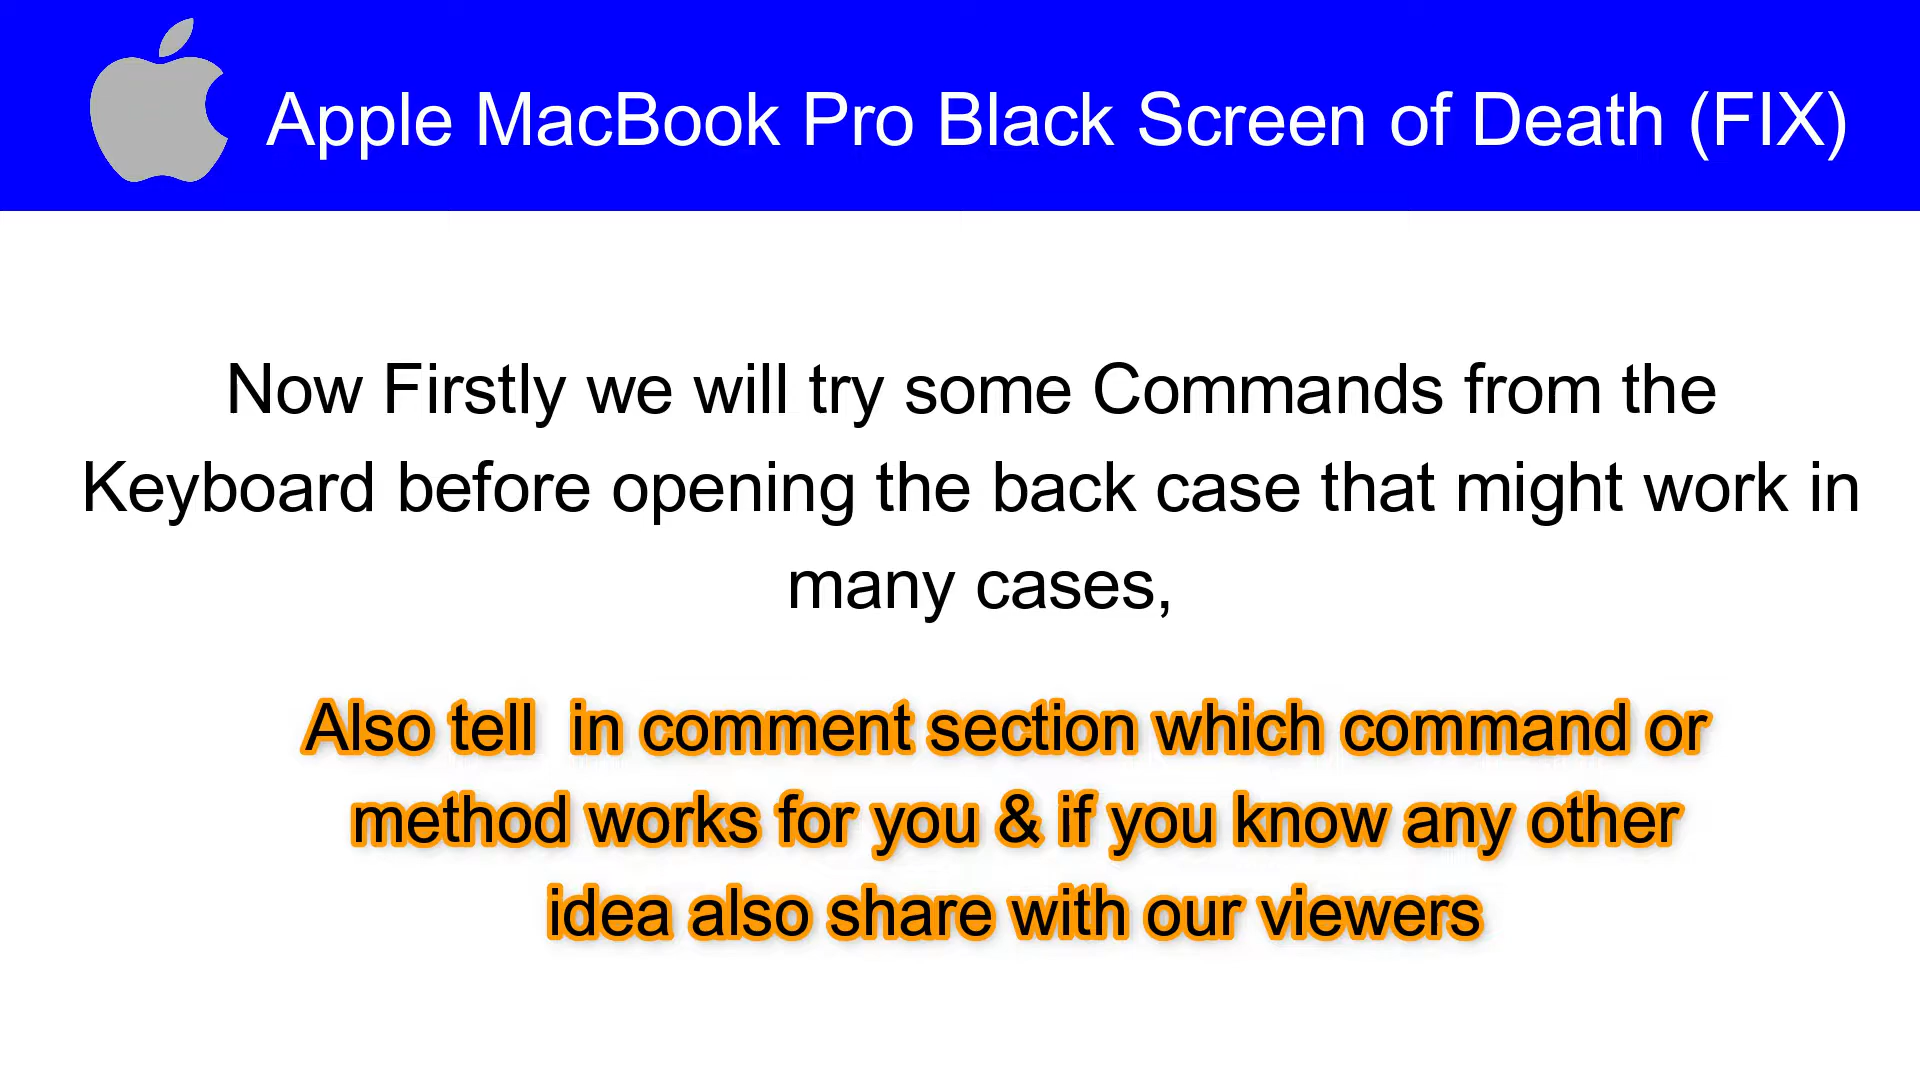 Apple MacBook Pro Black Screen of Death (FIX)
Now Firstly we will try some Commands from the
Keyboard before opening the back case that might work in
many cases,
Also tell  in comment section which command or
method works for you & if you know any other
idea also share with our viewers